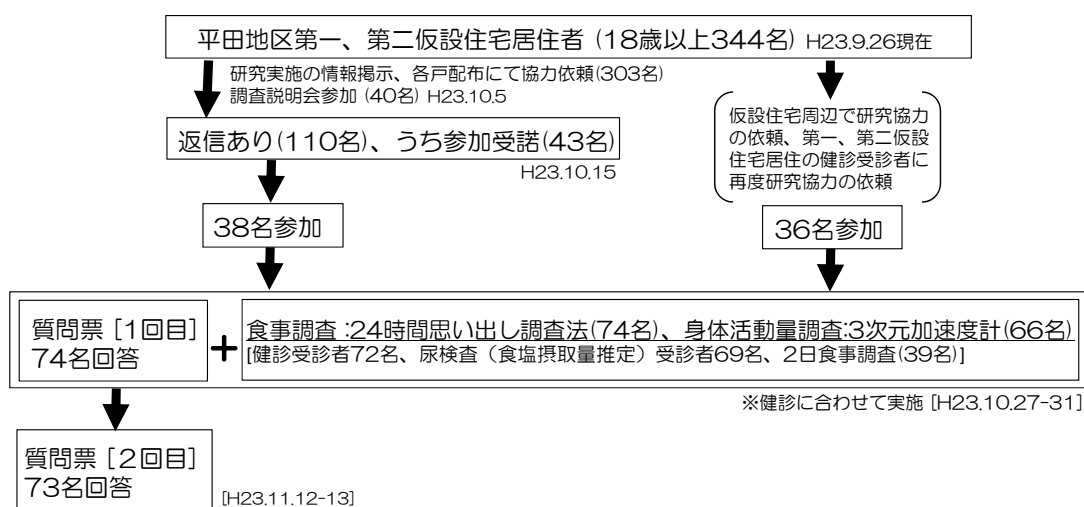 平田地区第一、第二仮設住宅居住者（18歳以上344名）H23.9.26現在
研究実施の情報掲示、各戸配布にて協力依頼(303名)
調査説明会参加（40名）H23.10.5
返信あり(110名)、うち参加受諾(43名)
H23.10.15
38名参加
仮設住宅周辺で研究協力
の依頼、第一、第二仮設
住宅居住の健診受診者に
再度研究協力の依頼
36名参加
質問票［1回目］
74名回答
+
食事調査：24時間思い出し調査法(74名)、身体活動量調査：3次元加速度計(66名)
[健診受診者72名、尿検査（食塩摂取量推定）受診者69名、2日食事調査(39名)]
※健診に合わせて実施 [H23.10.27-31]
質問票［2回目］
73名回答
[H23.11.12-13]